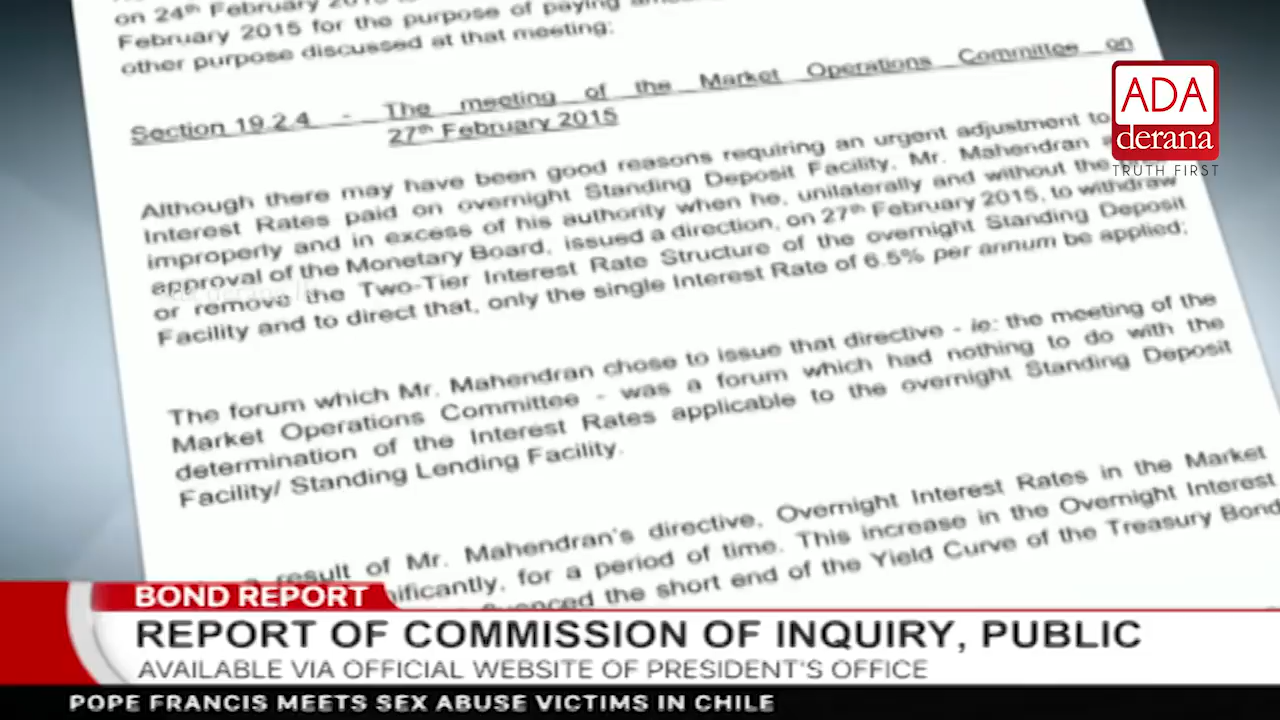 on 24th February 2015
February 2015 for the purpose of paying
other purpose discussed at that meeting;
Section 19.2.4 - The meeting of the Market Operations Committee on
27th February 2015
Although there may have been good reasons requiring an urgent adjustment to
Interest Rates paid on overnight Standing Deposit Facility, Mr. Mahendran
improperly and in excess of his authority when he, unilaterally and without the
approval of the Monetary Board, issued a direction, on 27th February 2015, to withdraw
or remove the Two-Tier Interest Rate Structure of the overnight Standing Deposit
Facility and to direct that, only the single Interest Rate of 6.5% per annum be applied;
The forum which Mr. Mahendran chose to issue that directive - ie: the meeting of the
Market Operations Committee - was a forum which had nothing to do with the
determination of the Interest Rates applicable to the overnight Standing Deposit
Facility/ Standing Lending Facility.
result of Mr. Mahendran's directive, Overnight Interest Rates in the Market
for a period of time. This increase in the Overnight Interest
the short end of the Yield Curve of the Treasury Bond
ADA
derana
TRUTH FIRST
BOND REPORT
REPORT OF COMMISSION OF INQUIRY, PUBLIC
AVAILABLE VIA OFFICIAL WEBSITE OF PRESIDENT'S OFFICE
POPE FRANCIS MEETS SEX ABUSE VICTIMS IN CHILE